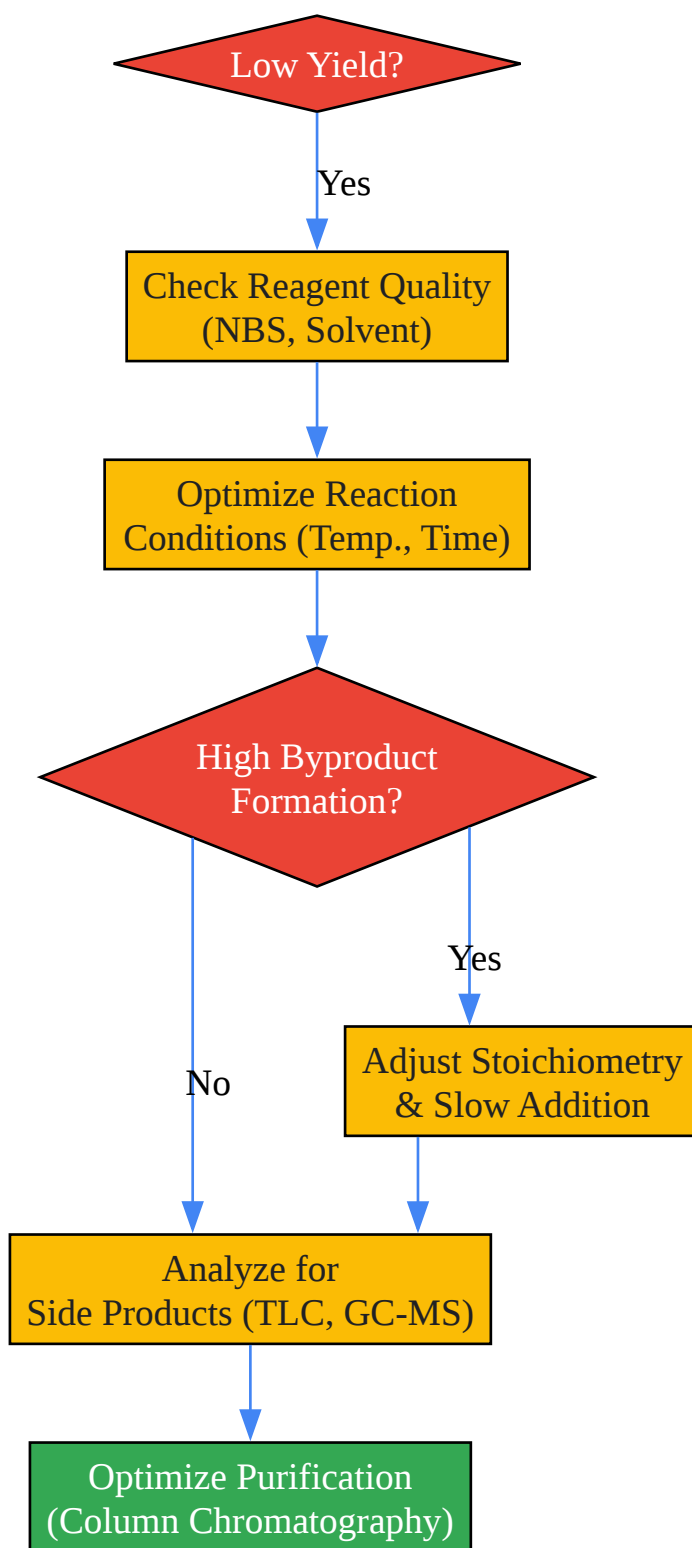 Low Yield?
Yes
Check Reagent Quality
(NBS, Solvent)
Optimize Reaction
Conditions (Temp., Time)
High Byproduct
Formation?
Yes
Adjust Stoichiometry
& Slow Addition
No
Analyze for
Side Products (TLC, GC-MS)
Optimize Purification
(Column Chromatography)